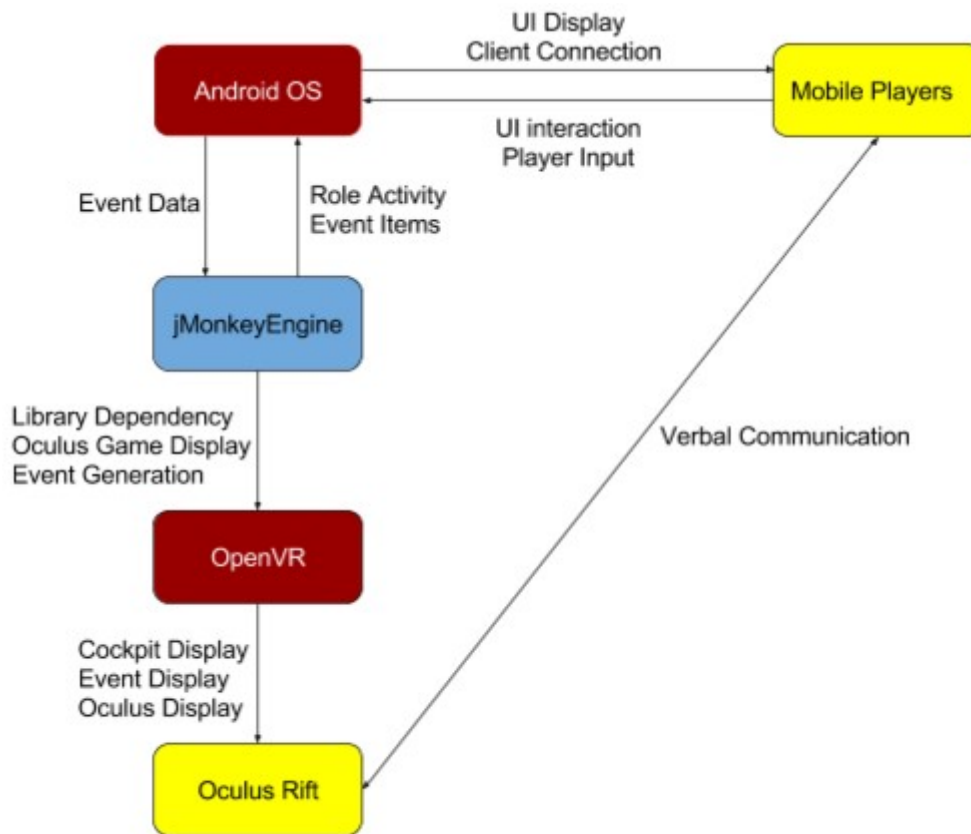 UI Display
Client Connection
Android OS
Mobile Players
UI interaction
Player Input
Event Data
Role Activity
Event Items
jMonkeyEngine
Library Dependency
Oculus Game Display
Event Generation
Verbal Communication
OpenVR
Cockpit Display
Event Display
Oculus Display
Oculus Rift